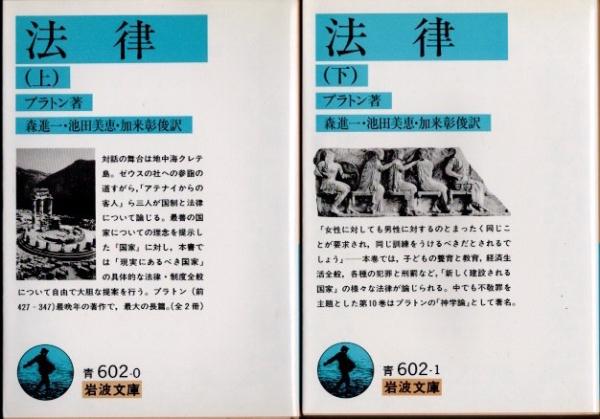 法律
(上)
プラトン著
森進一・池田美恵・加来彰俊訳
対話の舞台は地中海クレテ
島。ゼウスの社への参詣の
道すがら,「アテナイからの
客人」ら三人が国制と法律
について論じる。最善の国
家についての理念を提示し
た『国家』に対し,本書で
は「現実にあるべき国家」
の具体的な法律・制度全般
について自由で大胆な提案を行う。プラトン(前
427-347)最晩年の著作で,最大の長篇。(全2冊)
青602-0
岩波文庫
法律
(下)
プラトン著
森進一・池田美恵・加来彰俊訳
「女性に対しても男性に対するのとまったく同じこ
とが要求され,同じ訓練をうけるべきだとされるで
しょう」――本巻では,子どもの養育と教育,経済生
活全般,各種の犯罪と刑罰など,「新しく建設される
国家」の様々な法律が論じられる。中でも不敬罪を
主題とした第10巻はプラトンの「神学論」として著名。
青602-1
岩波文庫